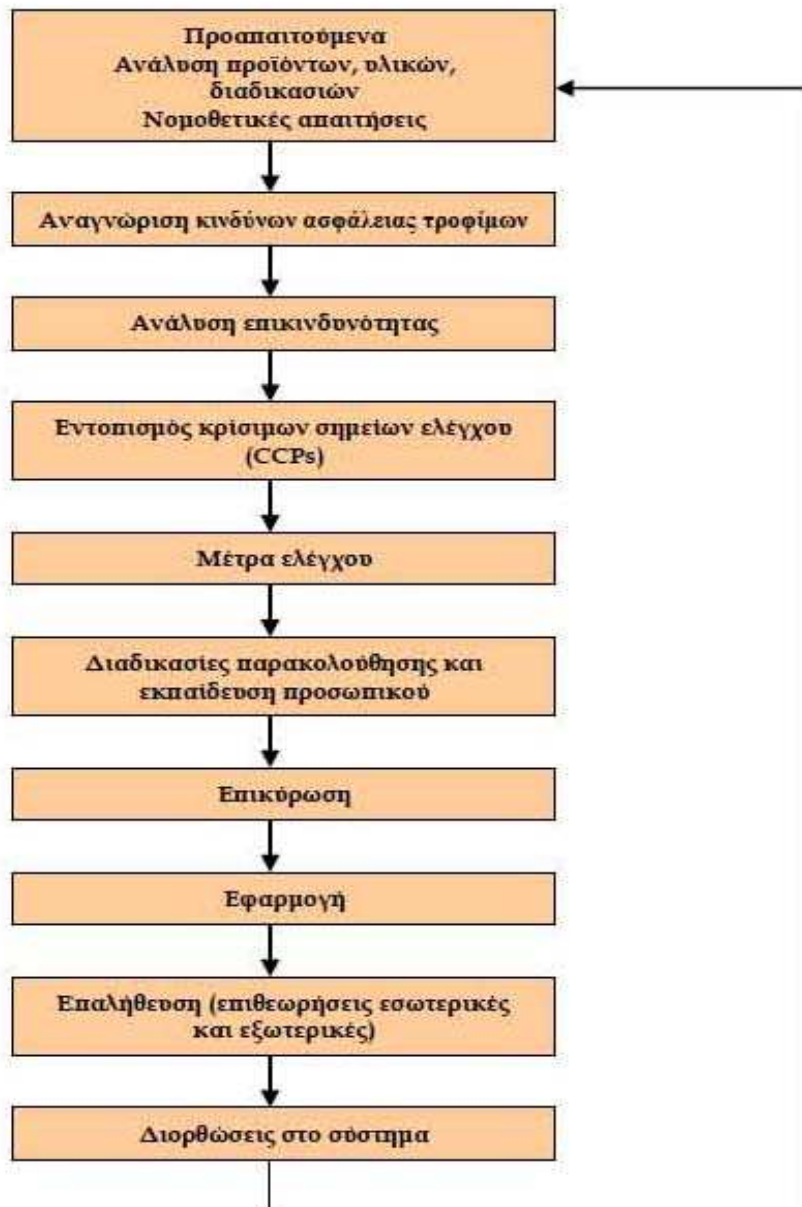 Προαπαιτούμενα
Ανάλυση προϊόντων, υλικών,
διαδικασιών
Νομοθετικές απαιτήσεις
Αναγνώριση κινδύνων ασφάλειας τροφίμων
Ανάλυση επικινδυνότητας
Εντοπισμός κρίσιμων σημείων ελέγχου
(CCPs)
Μέτρα ελέγχου
Διαδικασίες παρακολούθησης και
εκπαίδευση προσωπικού
Επικύρωση
Εφαρμογή
Επαλήθευση (επιθεωρήσεις εσωτερικές
και εξωτερικές)
Διορθώσεις στο σύστημα